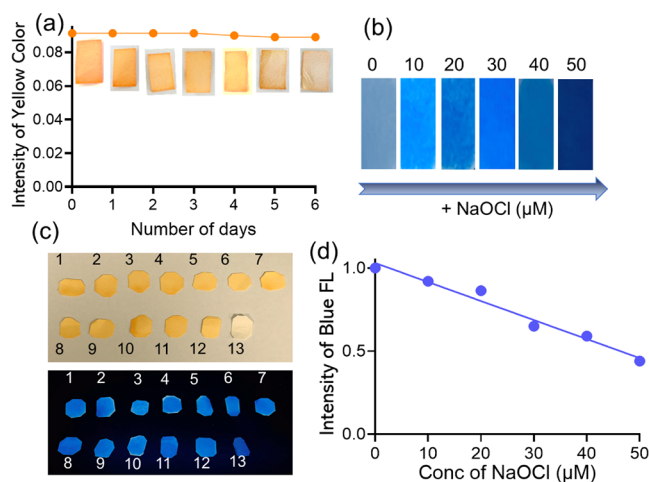 (a)
Intensity of Yellow Color
0.08
0.06
0.04
0.02
0.00
0 1 2 3 4 5 6
Number of days
(b)
0 10 20 30 40 50
+ NaOCl (μM)
(c)
1 2 3 4 5 6 7
8 9 10 11 12 13
1 2 3 4 5 6 7
8 9 10 11 12 13
(d)
Intensity of Blue FL
1.0
0.5
0.0
0 10 20 30 40 50
Conc of NaOCl (μM)